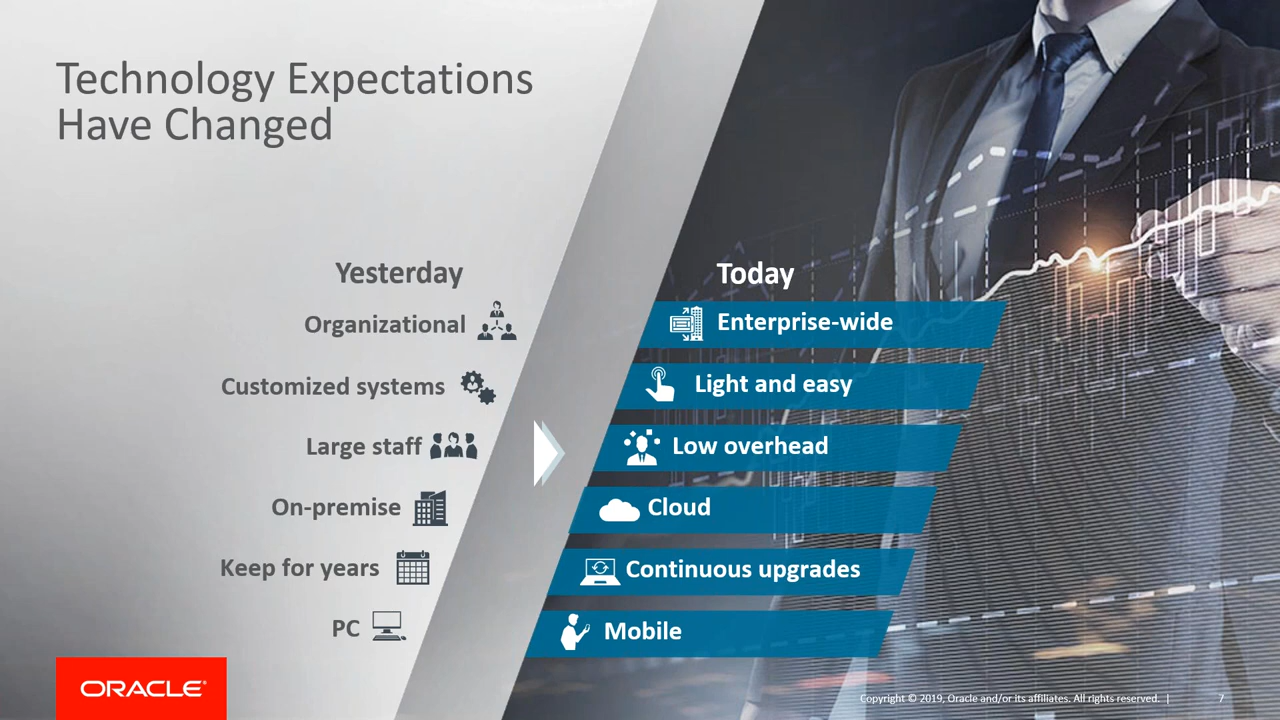 Technology Expectations
Have Changed
Yesterday
Today
Organizational
Enterprise-wide
Customized systems
Light and easy
Large staff
Low overhead
On-premise
Cloud
Keep for years
Continuous upgrades
PC
Mobile
ORACLE®
Copyright © 2019, Oracle and/or its affiliates. All rights reserved. |
7